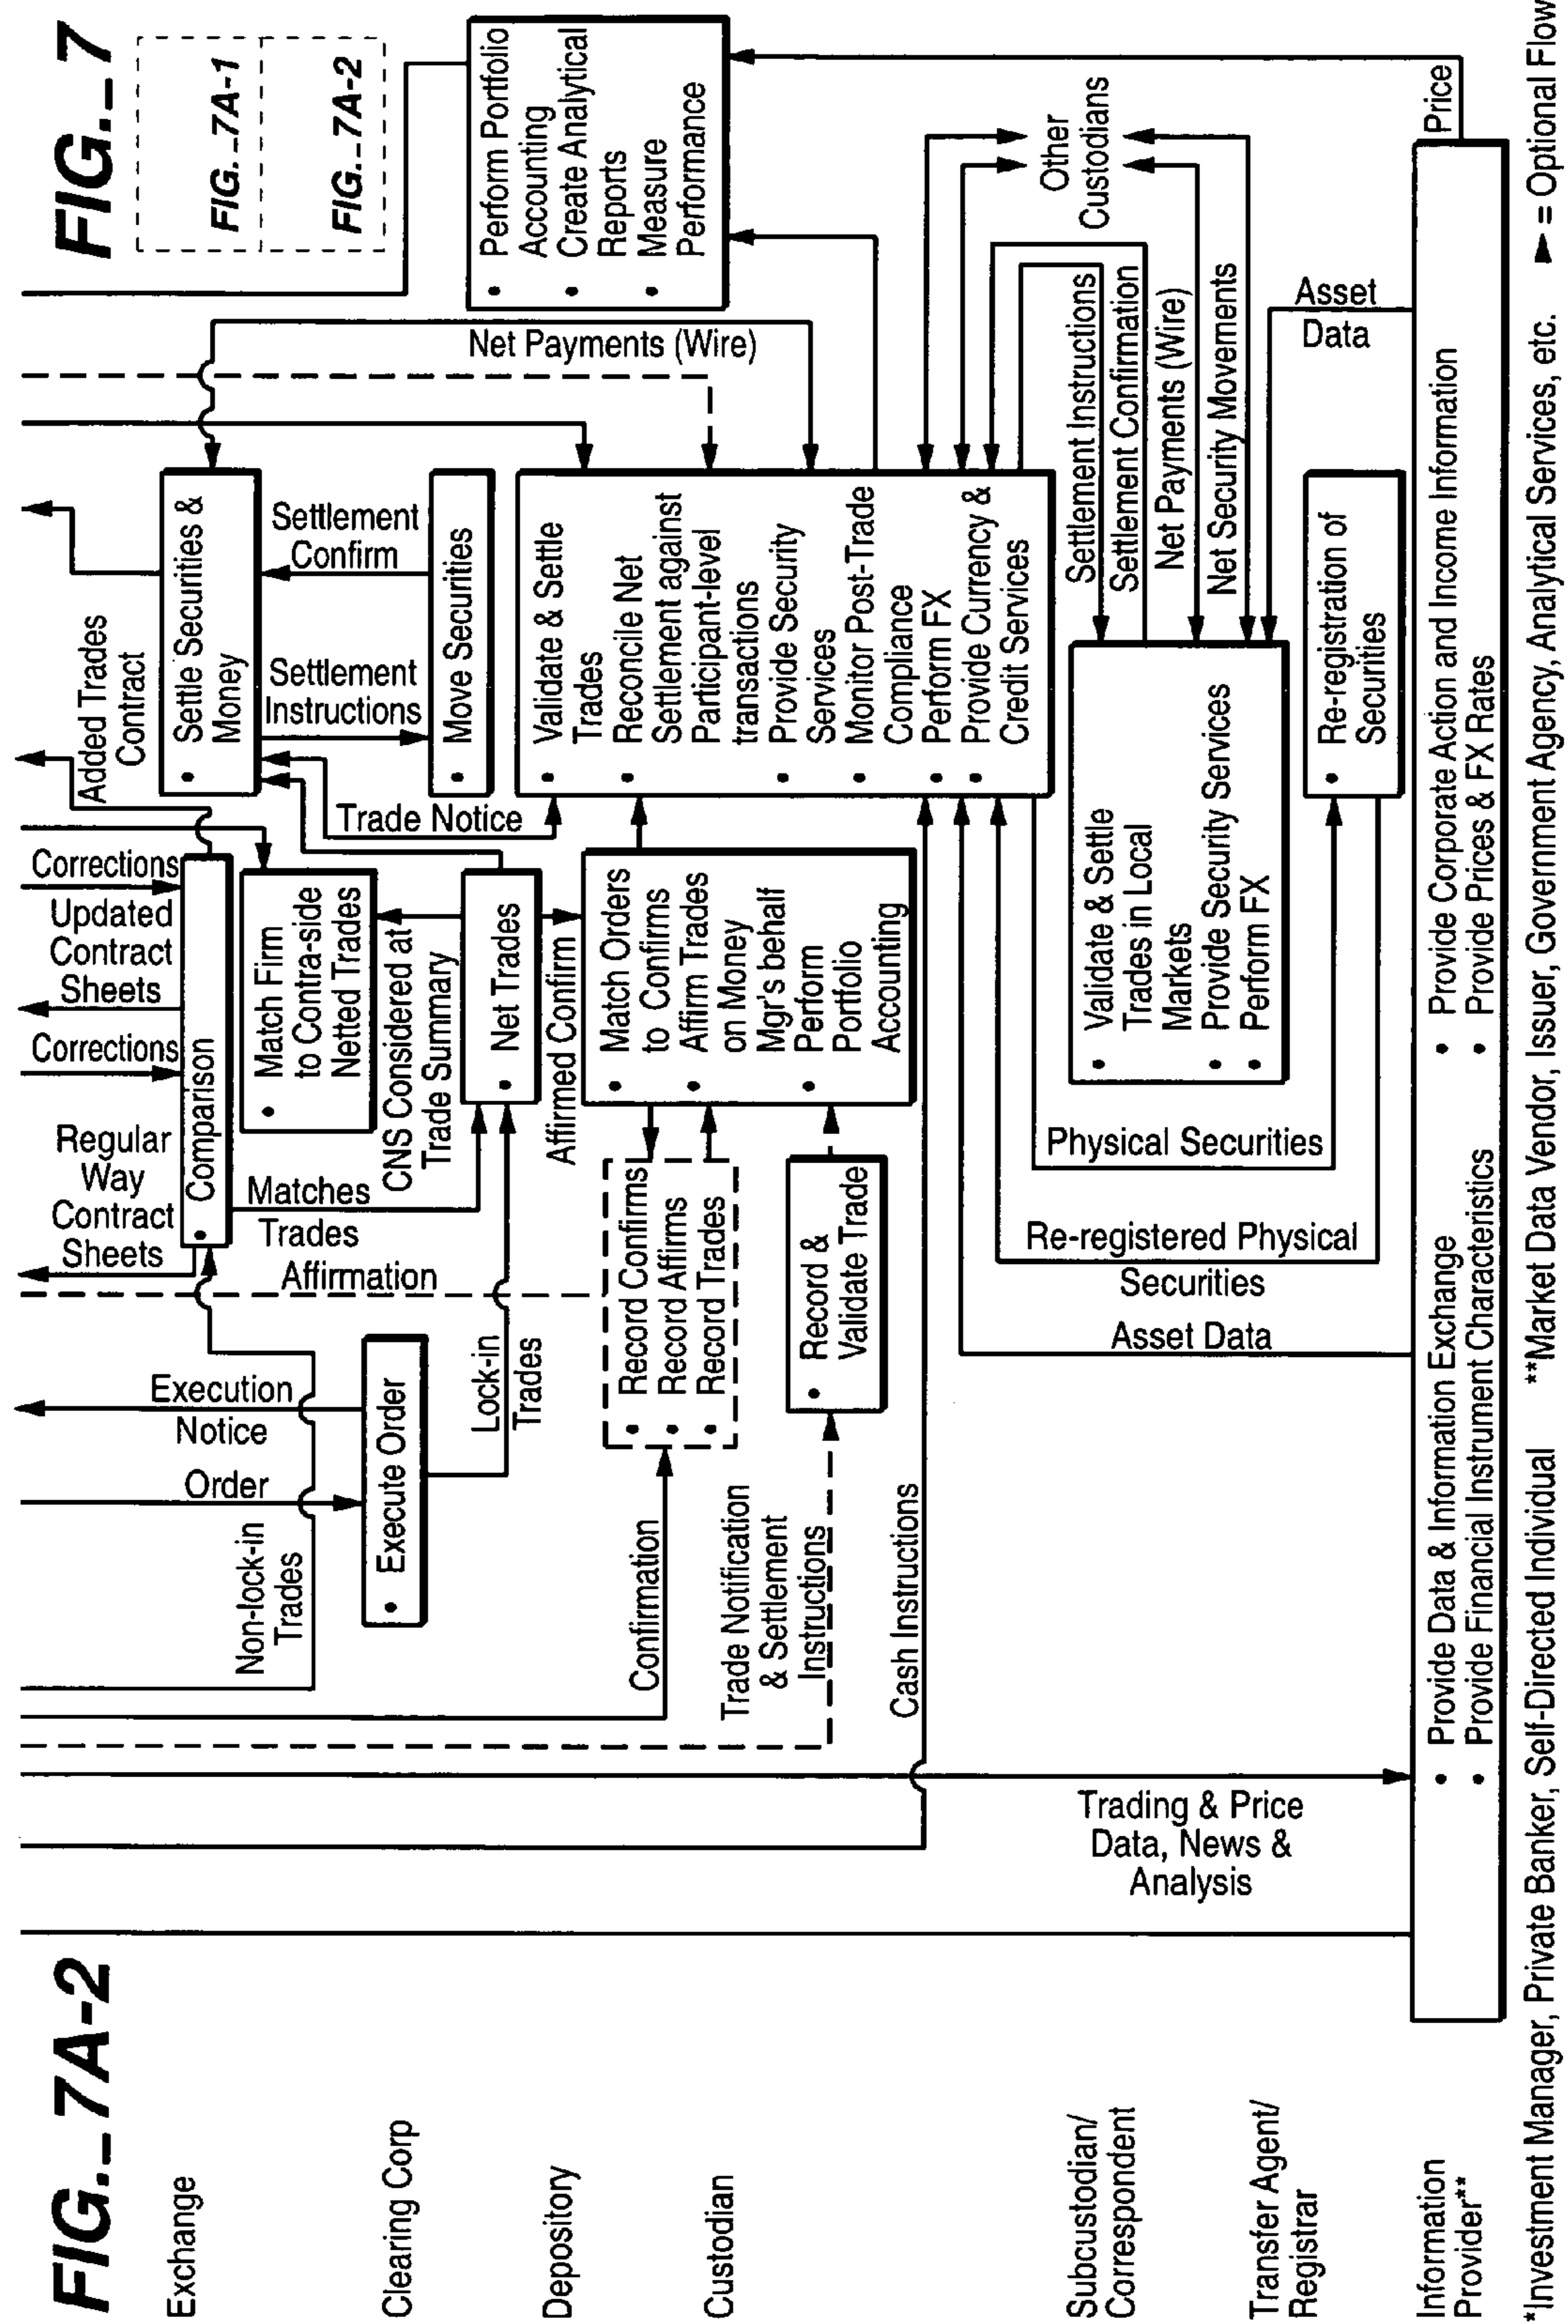 FIG._7A-2
FIG._7
FIG._7A-1
FIG._7A-2
Exchange
Clearing Corp
Depository
Custodian
Subcustodian/
Correspondent
Transfer Agent/
Registrar
Information
Provider**
Non-lock-in
Trades
Order
Execution
Notice
• Execute Order
Lock-in
Trades
Regular
Way
Contract
Sheets
Corrections
Updated
Contract
Sheets
Corrections
• Comparison
Matches
Trades
Affirmation
Added Trades
Contract
• Match Firm
to Contra-side
Netted Trades
CNS Considered at
Trade Summary
• Net Trades
Affirmed Confirm
• Settle Securities &
Money
Settlement
Instructions
Settlement
Confirm
• Move Securities
Trade Notice
Net Payments (Wire)
• Perform Portfolio
Accounting
• Create Analytical
Reports
• Measure
Performance
Confirmation
• Record Confirms
• Record Affirms
• Record Trades
Trade Notification
& Settlement
Instructions
• Record &
Validate Trade
• Match Orders
to Confirms
• Affirm Trades
on Money
Mgr's behalf
• Perform
Portfolio
Accounting
• Validate & Settle
Trades
• Reconcile Net
Settlement against
Participant-level
transactions
• Provide Security
Services
• Monitor Post-Trade
Compliance
• Perform FX
• Provide Currency &
Credit Services
Cash Instructions
Other
Custodians
Settlement Instructions
Settlement Confirmation
Net Payments (Wire)
Net Security Movements
• Validate & Settle
Trades in Local
Markets
• Provide Security Services
• Perform FX
Physical Securities
Re-registered Physical
Securities
Asset Data
• Re-registration of
Securities
Asset
Data
Trading & Price
Data, News &
Analysis
Price
• Provide Data & Information Exchange
• Provide Financial Instrument Characteristics
• Provide Corporate Action and Income Information
• Provide Prices & FX Rates
*Investment Manager, Private Banker, Self-Directed Individual **Market Data Vendor, Issuer, Government Agency, Analytical Services, etc. ► = Optional Flow